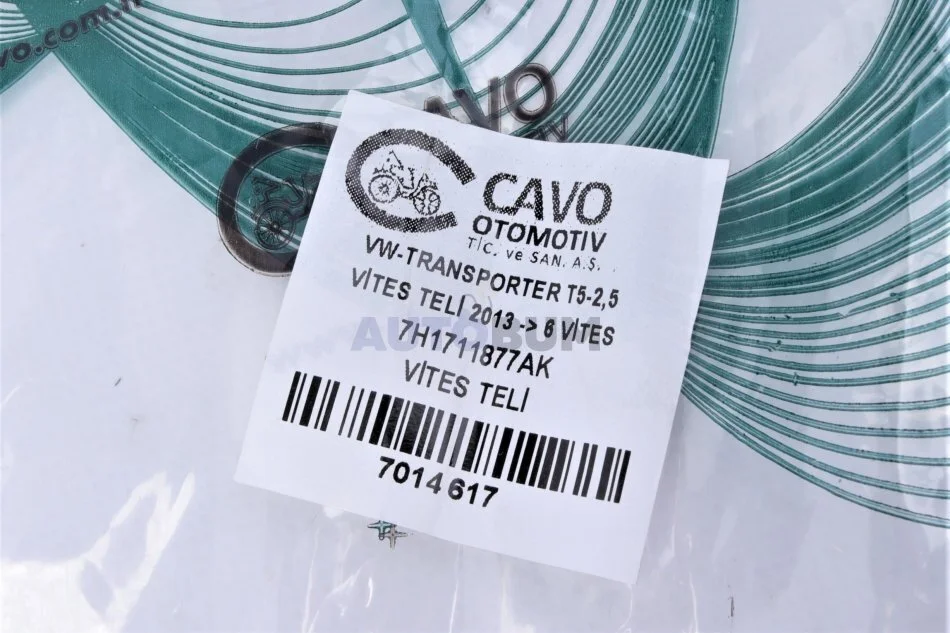 CAVO
OTOMOTIV
TİC. ve SAN. A.Ş.
VW-TRANSPORTER T5-2,5
VİTES TELİ 2013 -> 6 VİTES
7H1711877AK
VİTES TELİ
7014617
AUTOBUM